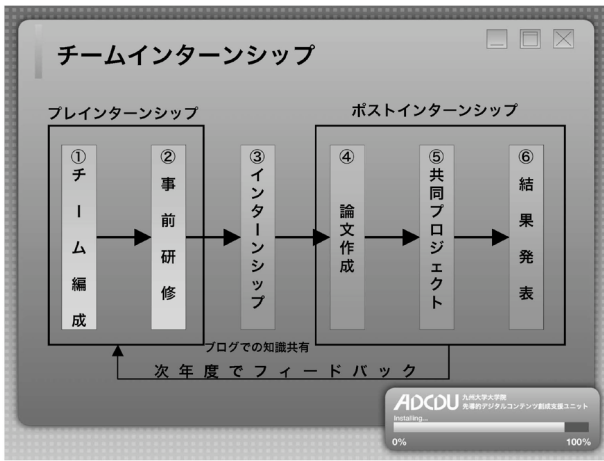 チームインターンシップ
プレインターンシップ
ポストインターンシップ
①チーム編成
②事前研修
③インターンシップ
④論文作成
⑤共同プロジェクト
⑥結果発表
ブログでの知識共有
次年度でフィードバック
ADCDU 九州大学大学院
先導的デジタルコンテンツ創成支援ユニット
Installing...
0% 100%